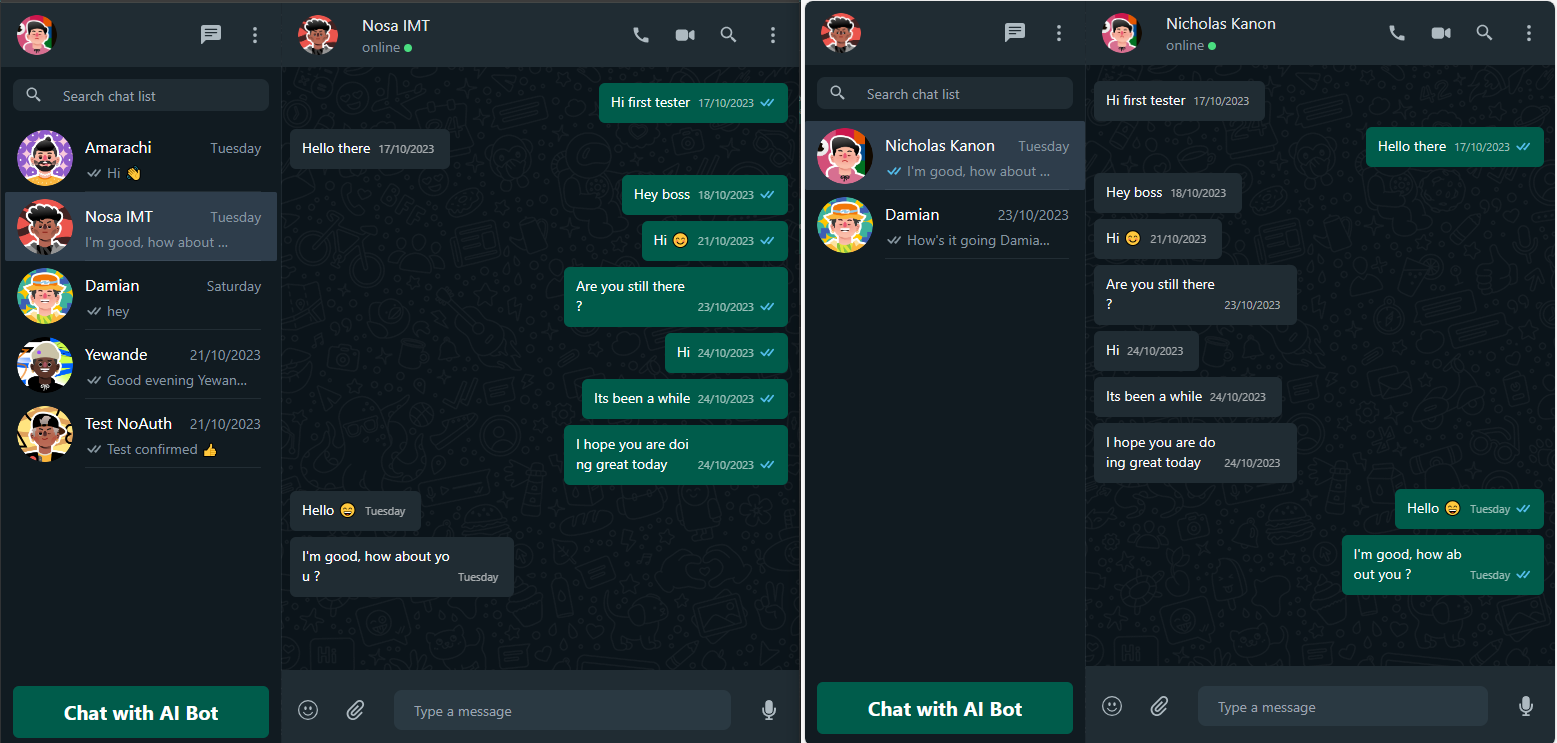 Nosa IMT
online
Search chat list
Amarachi Tuesday
Hi 👋
Nosa IMT Tuesday
I'm good, how about ...
Damian Saturday
hey
Yewande 21/10/2023
Good evening Yewan...
Test NoAuth 21/10/2023
Test confirmed 👍
Chat with AI Bot
Hi first tester 17/10/2023
Hello there 17/10/2023
Hey boss 18/10/2023
Hi 😊 21/10/2023
Are you still there
? 23/10/2023
Hi 24/10/2023
Its been a while 24/10/2023
I hope you are doi
ng great today 24/10/2023
Hello 😄 Tuesday
I'm good, how about yo
u ? Tuesday
Type a message
Nicholas Kanon
online
Search chat list
Nicholas Kanon Tuesday
I'm good, how about ...
Damian 23/10/2023
How's it going Damia...
Chat with AI Bot
Hi first tester 17/10/2023
Hello there 17/10/2023
Hey boss 18/10/2023
Hi 😊 21/10/2023
Are you still there
? 23/10/2023
Hi 24/10/2023
Its been a while 24/10/2023
I hope you are do
ing great today 24/10/2023
Hello 😄 Tuesday
I'm good, how ab
out you ? Tuesday
Type a message